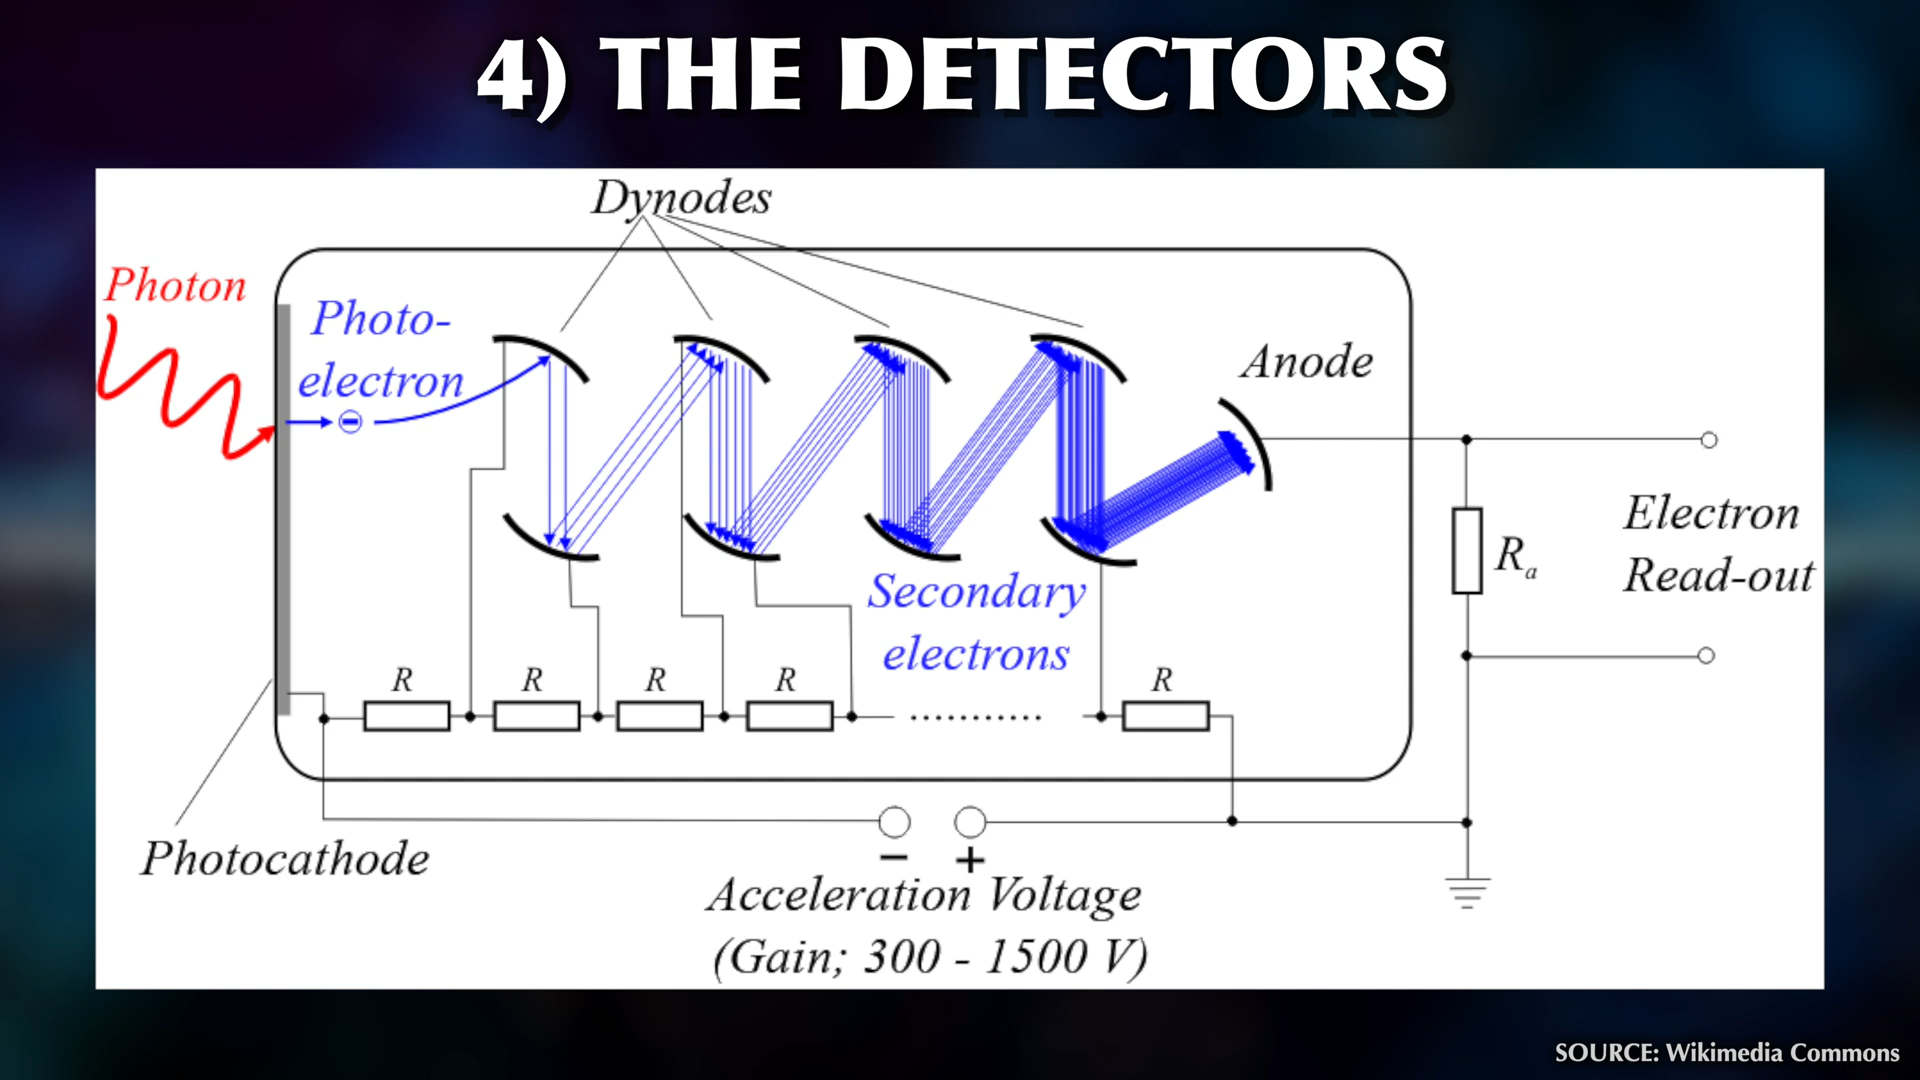 4) THE DETECTORS
Dynodes
Photon
Photo-
electron
Anode
Electron
Read-out
R
a
Secondary
electrons
R
R
R
R
R
Photocathode
− +
Acceleration Voltage
(Gain; 300 - 1500 V)
SOURCE: Wikimedia Commons